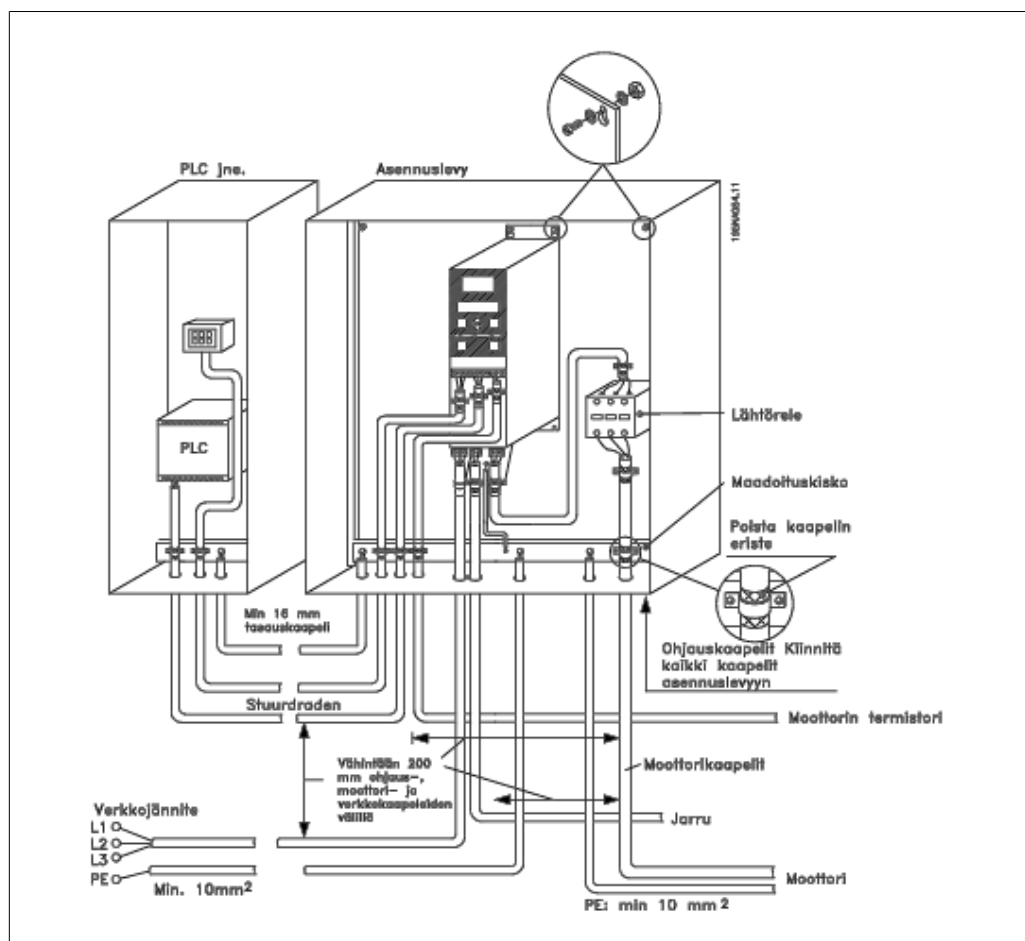 PLC jne.
Asennuslevy
195NA084.11
PLC
Lähtörele
Maadoituskisko
Poista kaapelin
eriste
Min 16 mm
tasauskaapeli
Ohjauskaapelit Kiinnitä
kaikki kaapelit
asennuslevyyn
Stuurdraden
Moottorin termistori
Vähintään 200
mm ohjaus-,
moottori- ja
verkkokaapeleiden
välillä
Moottorikaapelit
Verkkojännite
L1
L2
L3
PE
Jarru
Min. 10mm²
Moottori
PE: min 10 mm²